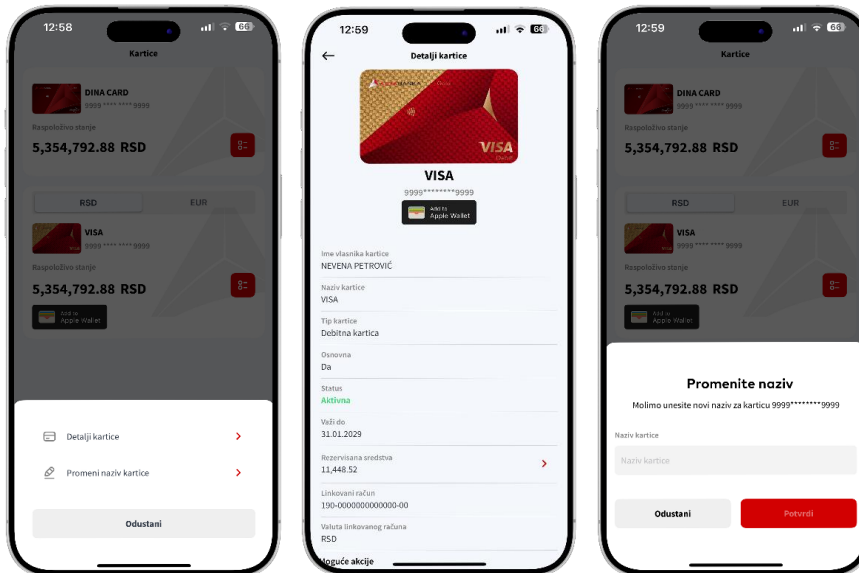 12:58
66
Kartice
DINA CARD
9999 **** **** 9999
Raspoloživo stanje
5,354,792.88 RSD
RSD
EUR
VISA
9999 **** **** 9999
Raspoloživo stanje
5,354,792.88 RSD
Add to
Apple Wallet
Detalji kartice
Promeni naziv kartice
Odustani
12:59
66
Detalji kartice
VISA
VISA
9999********9999
Add to
Apple Wallet
Ime vlasnika kartice
NEVENA PETROVIĆ
Naziv kartice
VISA
Tip kartice
Debitna kartica
Osnovna
Da
Status
Aktivna
Važi do
31.01.2029
Rezervisana sredstva
11,448.52
Linkovani račun
190-0000000000000-00
Valuta linkovanog računa
RSD
Moguće akcije
12:59
66
Kartice
DINA CARD
9999 **** **** 9999
Raspoloživo stanje
5,354,792.88 RSD
RSD
EUR
VISA
9999 **** **** 9999
Raspoloživo stanje
5,354,792.88 RSD
Add to
Apple Wallet
Promenite naziv
Molimo unesite novi naziv za karticu 9999********9999
Naziv kartice
Naziv kartice
Odustani
Potvrdi